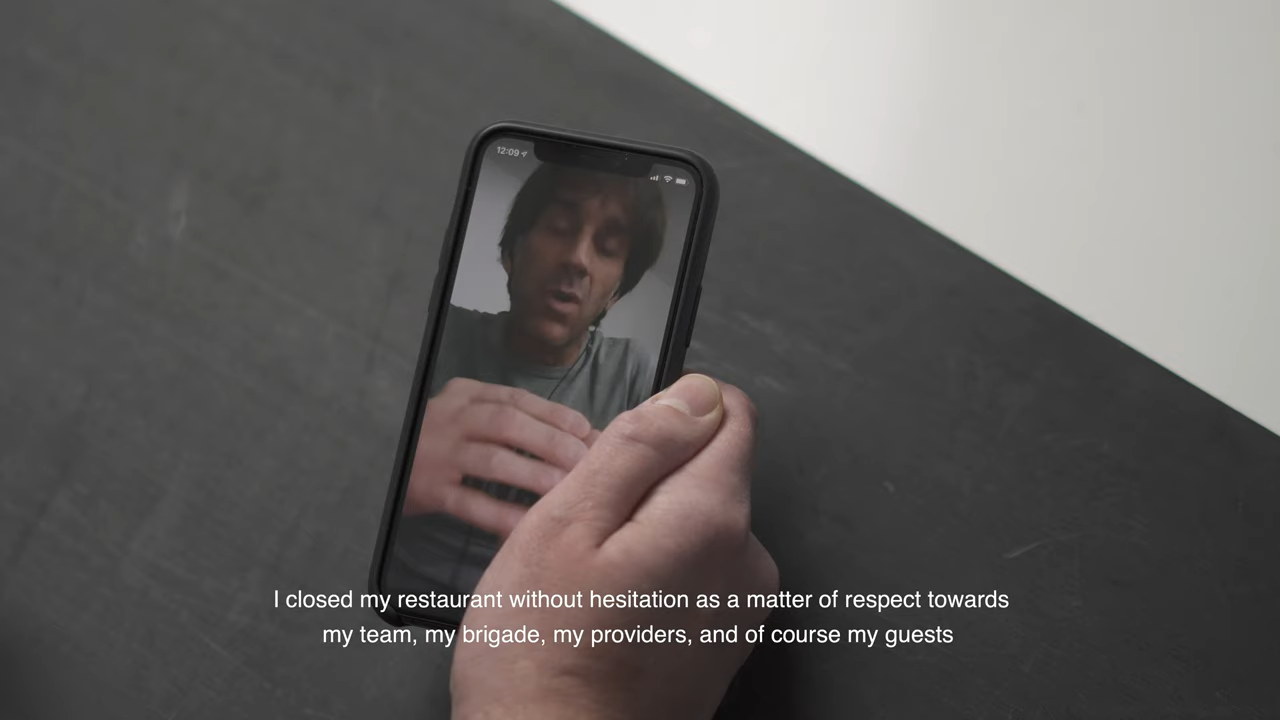 12:09
I closed my restaurant without hesitation as a matter of respect towards
my team, my brigade, my providers, and of course my guests